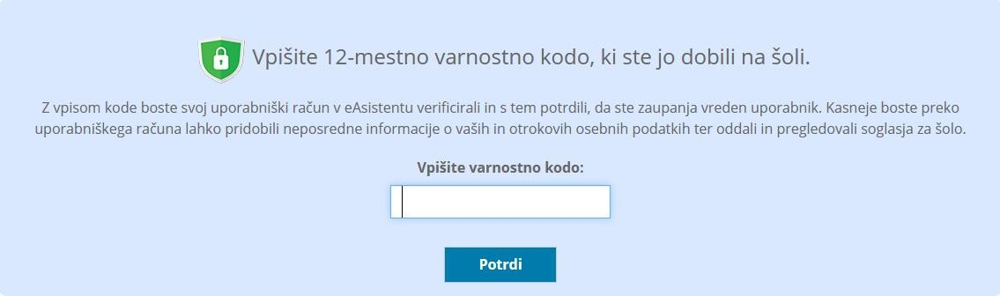 Vpišite 12-mestno varnostno kodo, ki ste jo dobili na šoli.
Z vpisom kode boste svoj uporabniški račun v eAsistentu verificirali in s tem potrdili, da ste zaupanja vreden uporabnik. Kasneje boste preko
uporabniškega računa lahko pridobili neposredne informacije o vaših in otrokovih osebnih podatkih ter oddali in pregledovali soglasja za šolo.
Vpišite varnostno kodo:
Potrdi